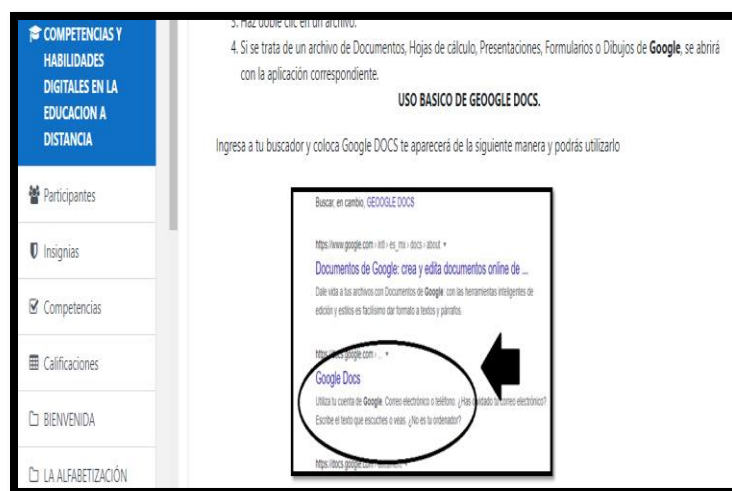 COMPETENCIAS Y
HABILIDADES
DIGITALES EN LA
EDUCACION A
DISTANCIA
Participantes
Insignias
Competencias
Calificaciones
BIENVENIDA
LA ALFABETIZACIÓN
3. Haz doble clic en un archivo.
4. Si se trata de un archivo de Documentos, Hojas de cálculo, Presentaciones, Formularios o Dibujos de Google, se abrirá
con la aplicación correspondiente.
USO BASICO DE GEOOGLE DOCS.
Ingresa a tu buscador y coloca Google DOCS te aparecerá de la siguiente manera y podrás utilizarlo
Buscar, en cambio, GEOOGLE DOCS
https://www.google.com › intl › es_mx › docs › about
Documentos de Google: crea y edita documentos online de ...
Dale vida a tus archivos con Documentos de Google: con las herramientas inteligentes de
edición y estilos es facilísimo dar formato a textos y párrafos.
https://docs.google.com › ...
Google Docs
Utiliza tu cuenta de Google. Correo electrónico o teléfono. ¿Has olvidado tu correo electrónico?
Escribe el texto que escuches o veas. ¿No es tu ordenador?
https://docs.google.com › document